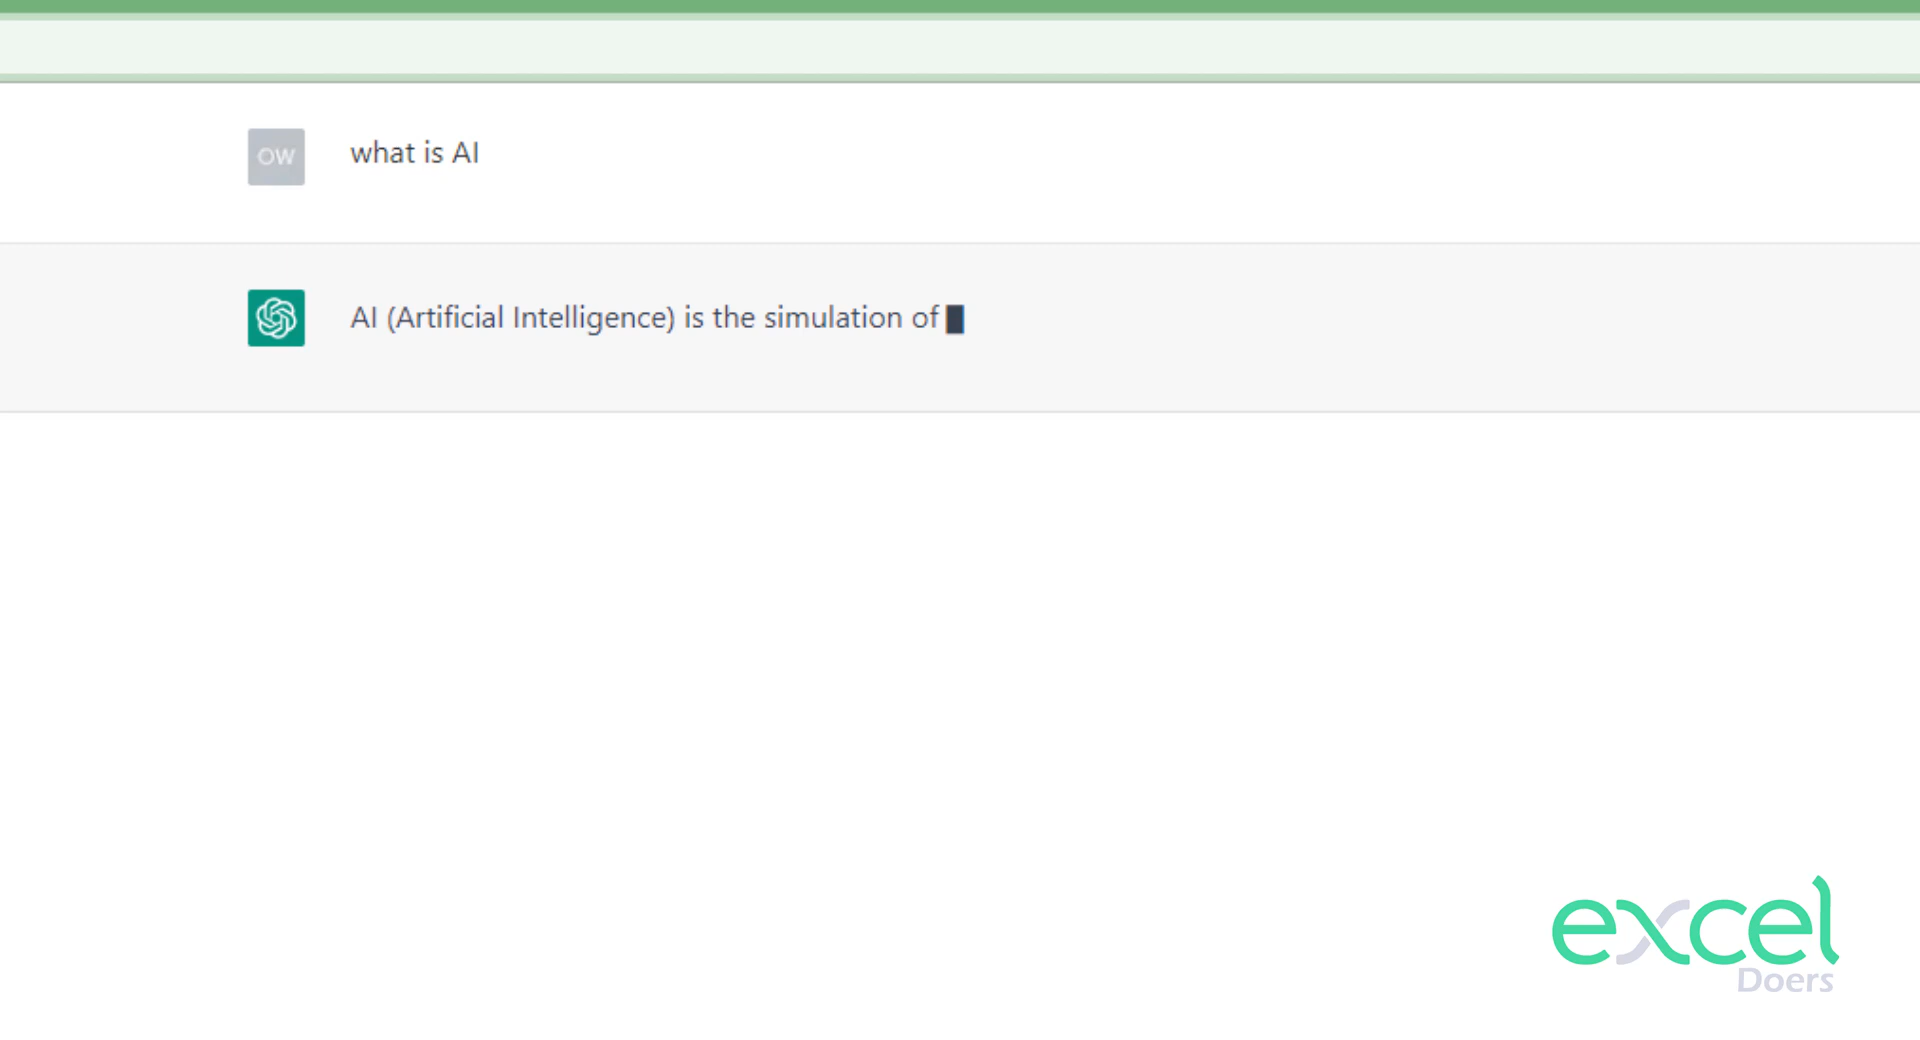 OW
what is AI
AI (Artificial Intelligence) is the simulation of
excel
Doers